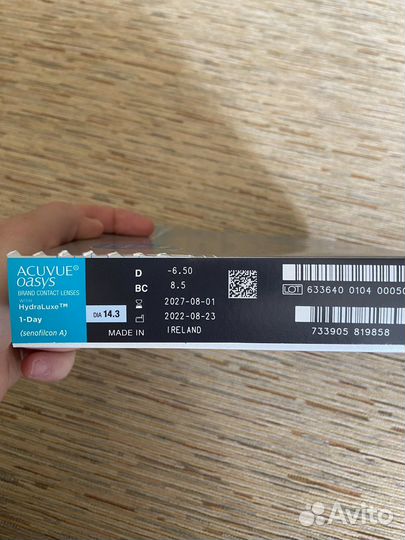 ACUVUE®
OASYS
BRAND CONTACT LENSES
WITH
HydraLuxe™
1-Day
(senofilcon A)
DIA 14.3
D -6.50
BC 8.5
2027-08-01
2022-08-23
MADE IN IRELAND
LOT 633640 0104 00050
733905 819858
Avito